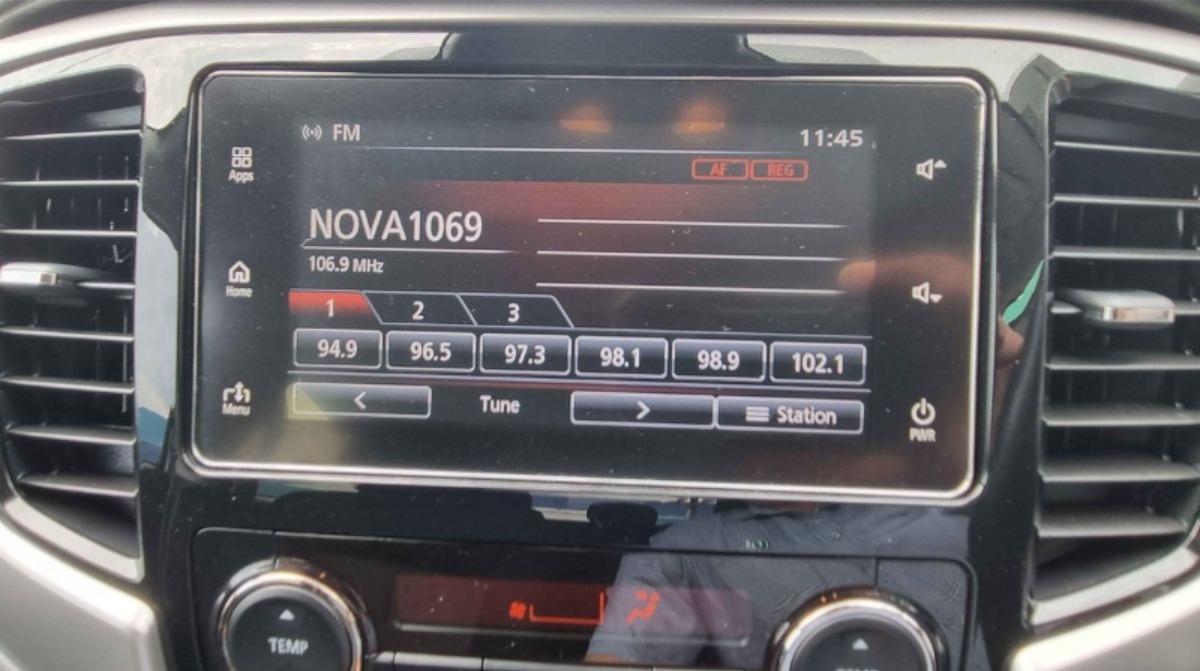 FM 11:45
Apps
AF REG
NOVA1069
106.9 MHz
Home
1 2 3
94.9 96.5 97.3 98.1 98.9 102.1
Menu
< Tune > Station
PWR
TEMP